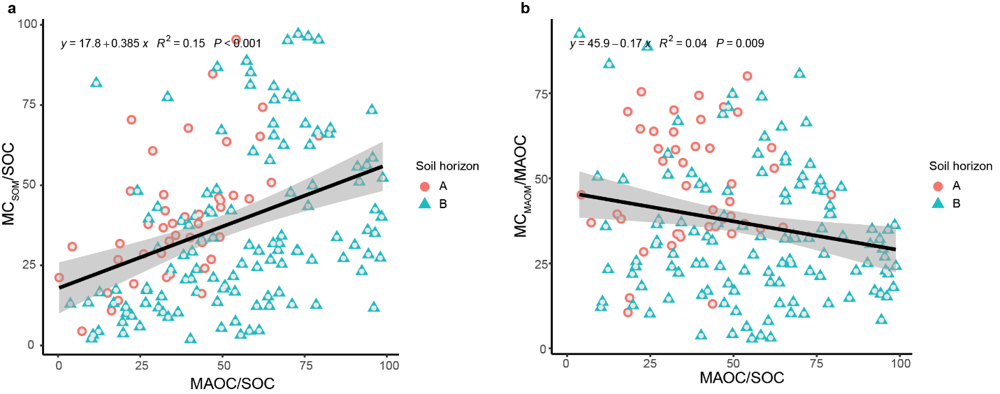 a
y = 17.8 + 0.385 x R² = 0.15 P < 0.001
100
75
50
25
0
MC_SOM/SOC
0 25 50 75 100
MAOC/SOC
Soil horizon
A
B
b
y = 45.9 − 0.17 x R² = 0.04 P = 0.009
75
50
25
0
MC_MAOM/MAOC
0 25 50 75 100
MAOC/SOC
Soil horizon
A
B